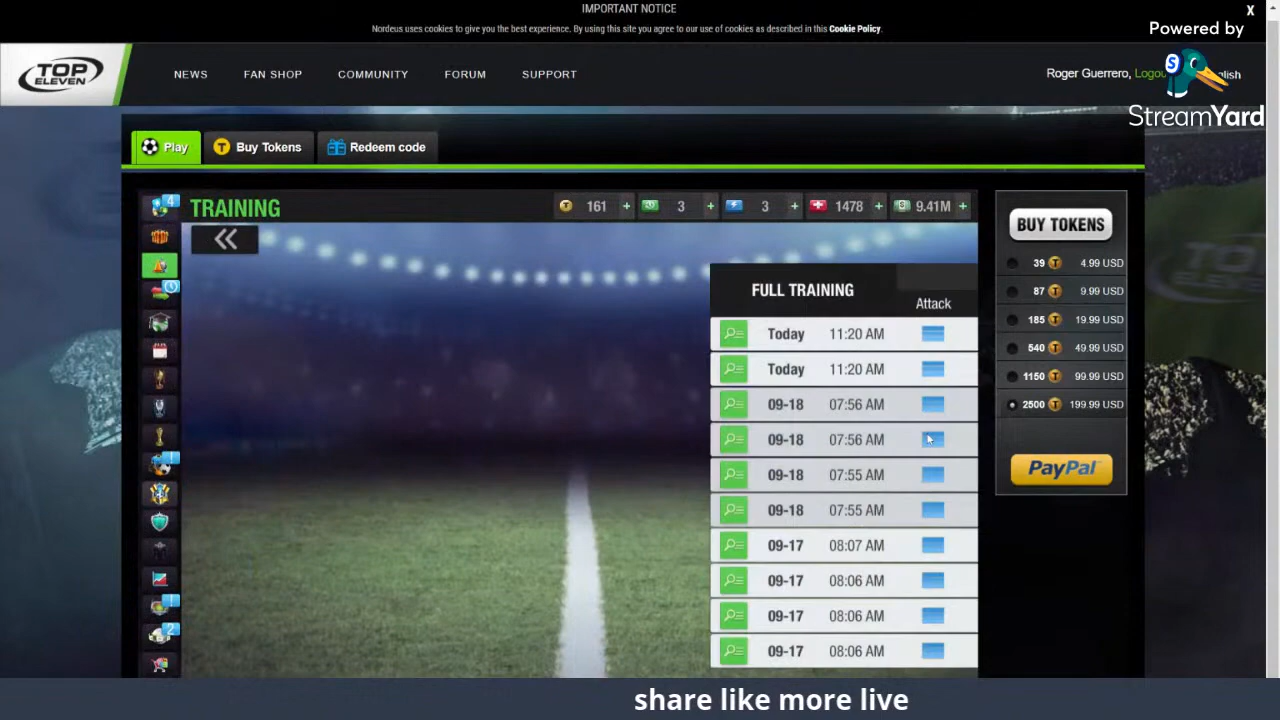 IMPORTANT NOTICE
X
Nordeus uses cookies to give you the best experience. By using this site you agree to our use of cookies as described in this Cookie Policy.
Powered by
StreamYard
TOP ELEVEN
NEWS FAN SHOP COMMUNITY FORUM SUPPORT
Roger Guerrero,
Play Buy Tokens Redeem code
4 TRAINING 161 + 3 + 3 + 1478 + 9.41M +
BUY TOKENS
39 T 4.99 USD
87 T 9.99 USD
185 T 19.99 USD
540 T 49.99 USD
1150 T 99.99 USD
2500 T 199.99 USD
PayPal
FULL TRAINING
Attack
Today 11:20 AM
Today 11:20 AM
09-18 07:56 AM
09-18 07:56 AM
09-18 07:55 AM
09-18 07:55 AM
09-17 08:07 AM
09-17 08:06 AM
09-17 08:06 AM
09-17 08:06 AM
2
share like more live